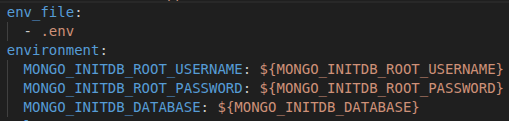 env_file:
- .env
environment:
MONGO_INITDB_ROOT_USERNAME: ${MONGO_INITDB_ROOT_USERNAME}
MONGO_INITDB_ROOT_PASSWORD: ${MONGO_INITDB_ROOT_PASSWORD}
MONGO_INITDB_DATABASE: ${MONGO_INITDB_DATABASE}